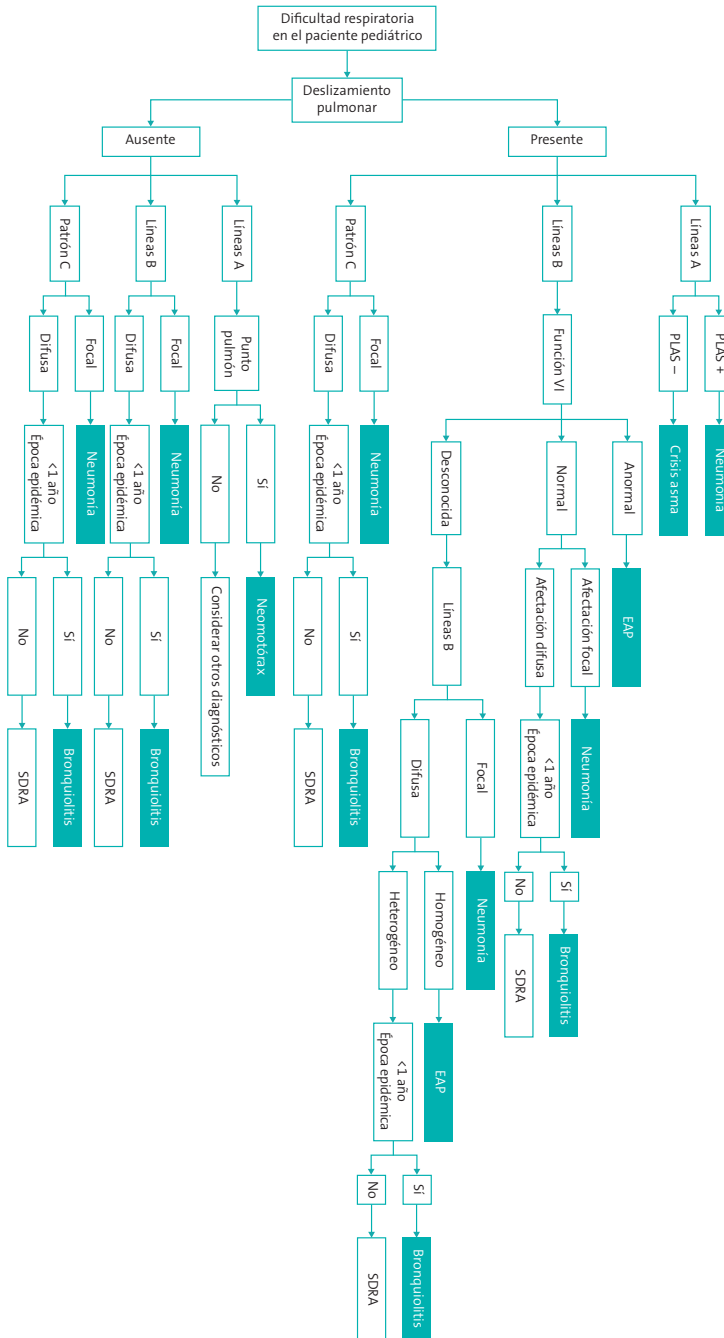 Dificultad respiratoria
en el paciente pediátrico
Deslizamiento
pulmonar
Ausente
Presente
Patrón C
Líneas B
Líneas A
Patrón C
Líneas B
Líneas A
Difusa
Focal
Difusa
Focal
Punto
pulmón
Difusa
Focal
Función VI
PLAS –
PLAS +
<1 año
Época epidémica
Neumonía
<1 año
Época epidémica
Neumonía
No
Sí
<1 año
Época epidémica
Neumonía
Desconocida
Normal
Anormal
Crisis asma
Neumonía
No
Sí
No
Sí
Considerar otros diagnósticos
Neomotórax
No
Sí
Líneas B
Afectación difusa
Afectación focal
EAP
SDRA
Bronquiolitis
SDRA
Bronquiolitis
SDRA
Bronquiolitis
Difusa
Focal
<1 año
Época epidémica
Neumonía
Heterogéneo
Homogéneo
Neumonía
No
Sí
SDRA
Bronquiolitis
<1 año
Época epidémica
EAP
No
Sí
SDRA
Bronquiolitis